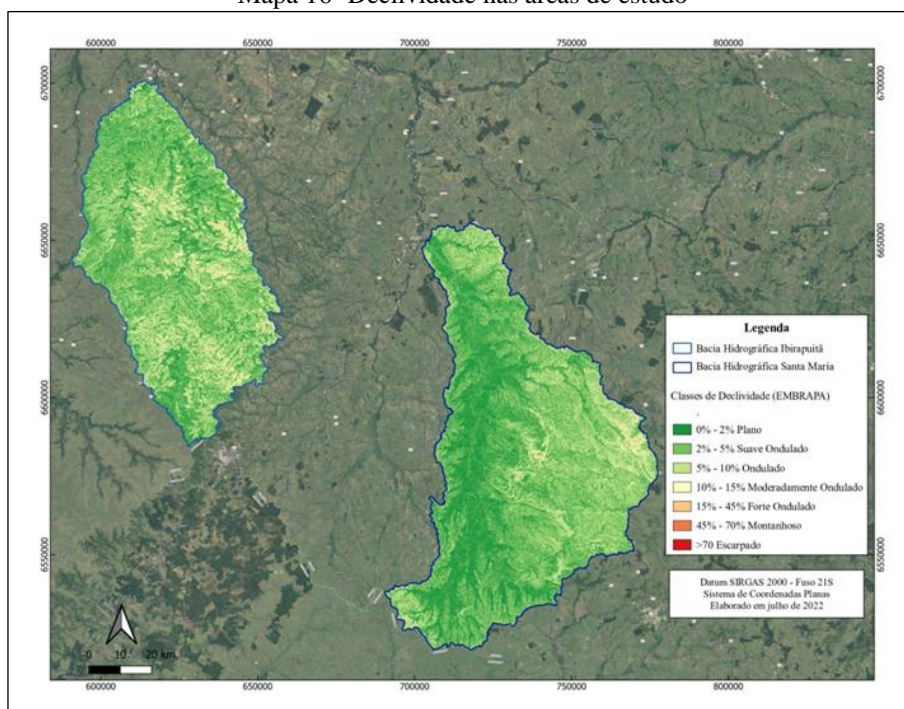 Mapa 16- Declividade nas áreas de estudo
600000 650000 700000 750000 800000
6700000 6700000
6650000 6650000
6600000 6600000
6550000 6550000
Legenda
Bacia Hidrográfica Ibirapuitã
Bacia Hidrográfica Santa Maria
Classes de Declividade (EMBRAPA)
0% - 2% Plano
2% - 5% Suave Ondulado
5% - 10% Ondulado
10% - 15% Moderadamente Ondulado
15% - 45% Forte Ondulado
45% - 70% Montanhoso
>70 Escarpado
Datum SIRGAS 2000 - Fuso 21S
Sistema de Coordenadas Planas
Elaborado em julho de 2022
0 10 20 km
600000 650000 700000 750000 800000